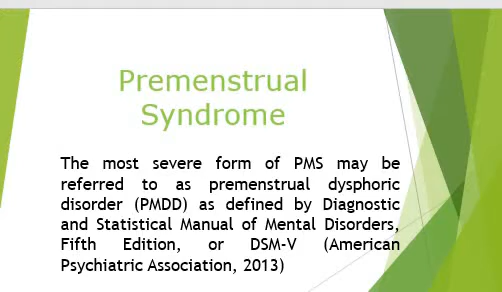 Premenstrual
Syndrome
The most severe form of PMS may be
referred to as premenstrual dysphoric
disorder (PMDD) as defined by Diagnostic
and Statistical Manual of Mental Disorders,
Fifth Edition, or DSM-V (American
Psychiatric Association, 2013)